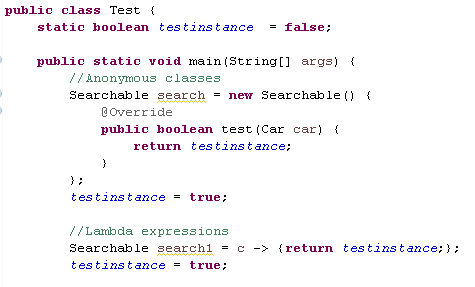 public class Test {
static boolean testinstance  = false;
public static void main(String[] args) {
//Anonymous classes
Searchable search = new Searchable() {
@Override
public boolean test(Car car) {
return testinstance;
}
};
testinstance = true;
//Lambda expressions
Searchable search1 = c -> {return testinstance;};
testinstance = true;